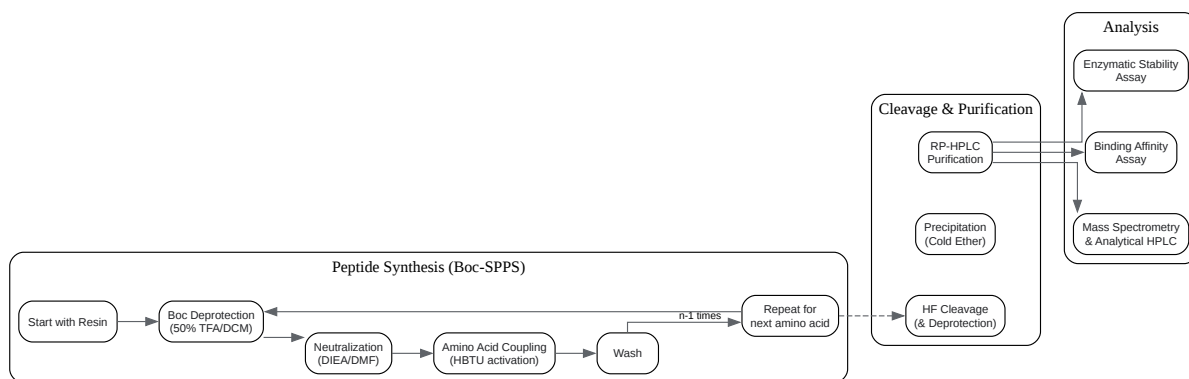 Analysis
Enzymatic Stability
Assay
Cleavage & Purification
RP-HPLC
Purification
Binding Affinity
Assay
Precipitation
(Cold Ether)
Mass Spectrometry
& Analytical HPLC
Peptide Synthesis (Boc-SPPS)
Start with Resin
Boc Deprotection
(50% TFA/DCM)
Neutralization
(DIEA/DMF)
Amino Acid Coupling
(HBTU activation)
Wash
n-1 times
Repeat for
next amino acid
HF Cleavage
(& Deprotection)